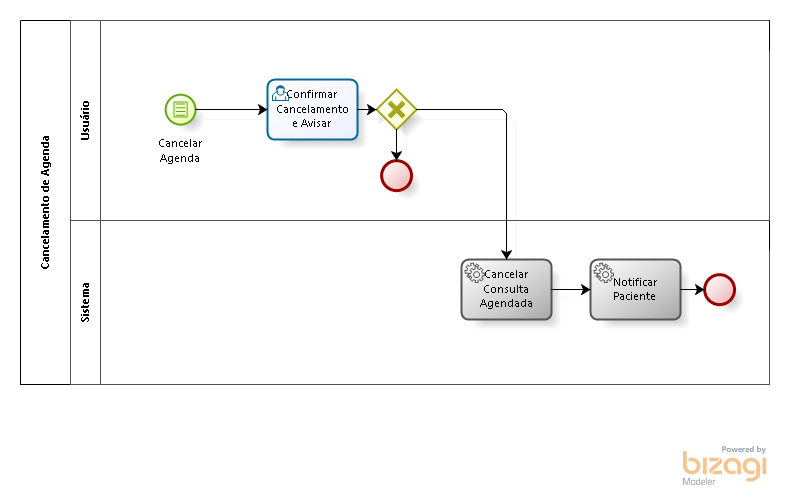 Cancelamento de Agenda
Usuário
Cancelar
Agenda
Confirmar
Cancelamento
e Avisar
Sistema
Cancelar
Consulta
Agendada
Notificar
Paciente
Powered by
bizagi
Modeler